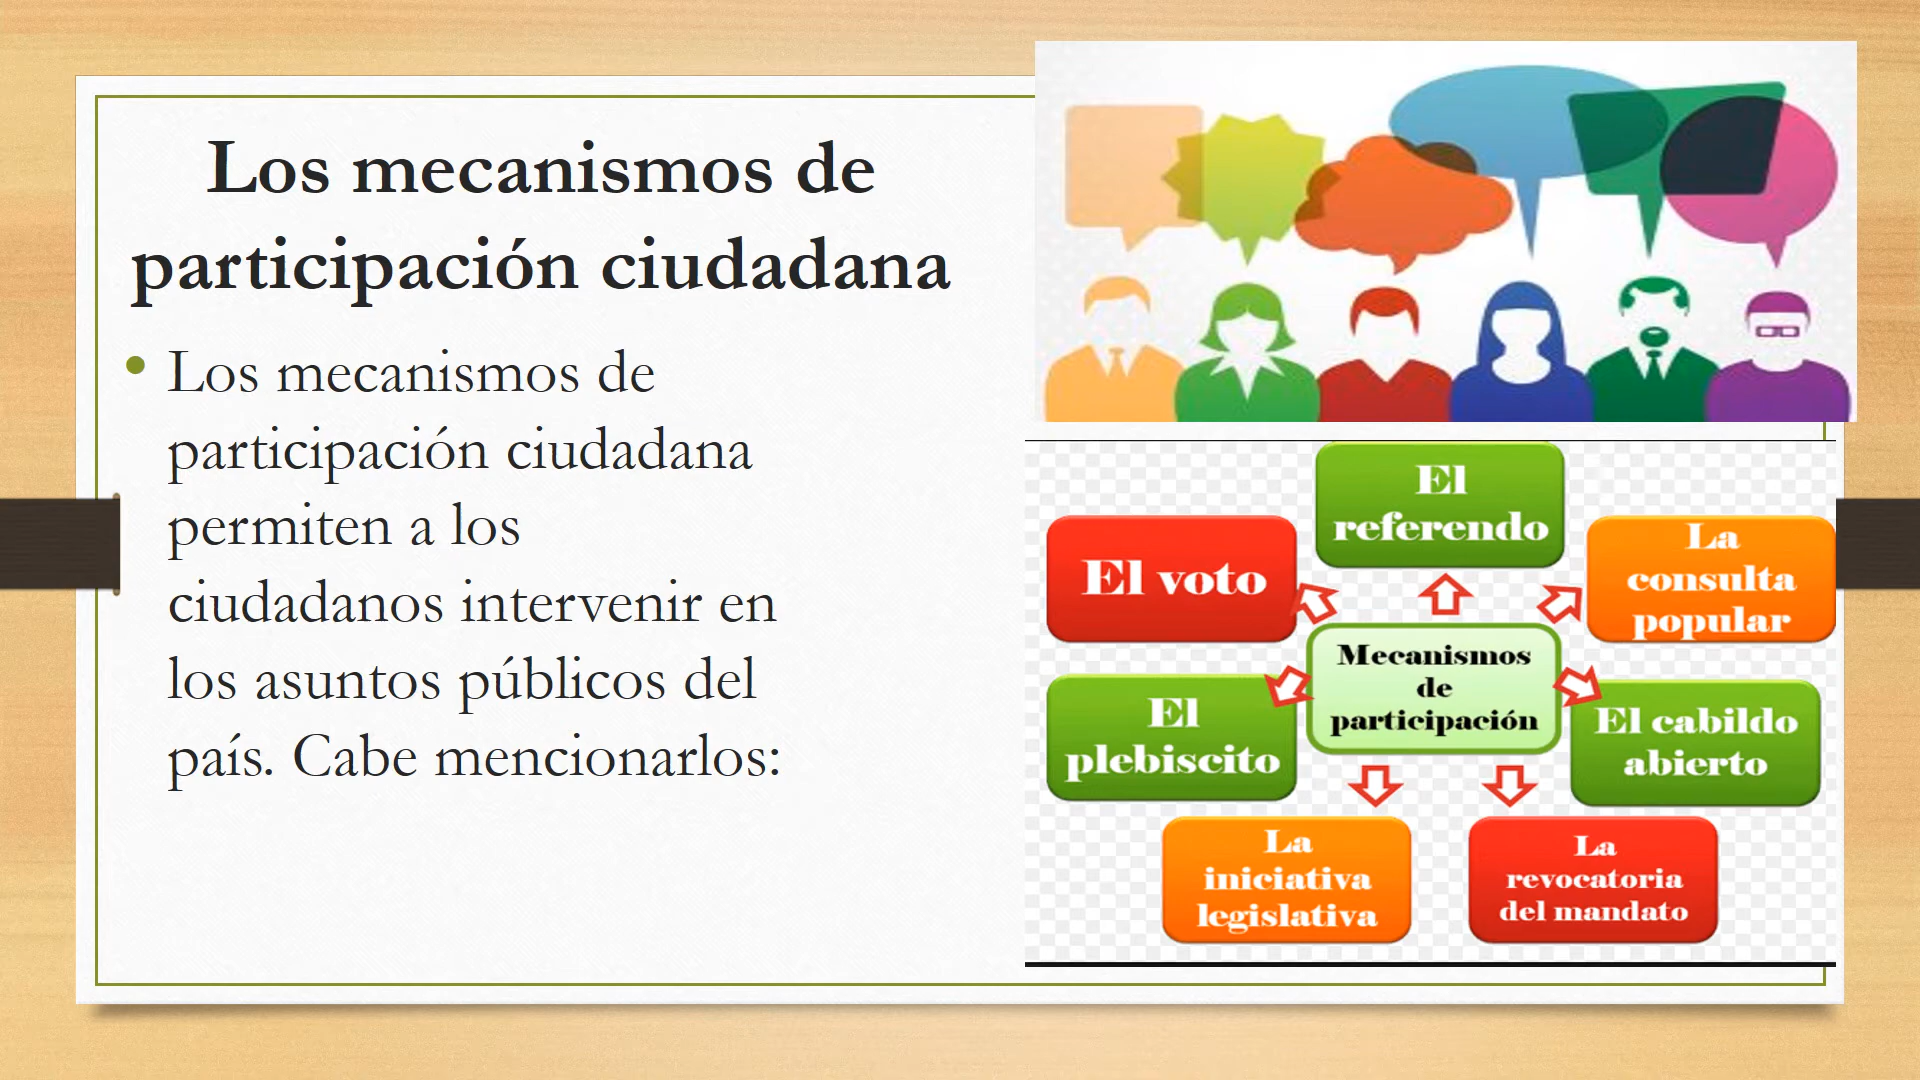 Los mecanismos de
participación ciudadana
Los mecanismos de
participación ciudadana
permiten a los
ciudadanos intervenir en
los asuntos públicos del
país. Cabe mencionarlos:
El
referendo
El voto
La
consulta
popular
Mecanismos
de
participación
El
plebiscito
El cabildo
abierto
La
iniciativa
legislativa
La
revocatoria
del mandato